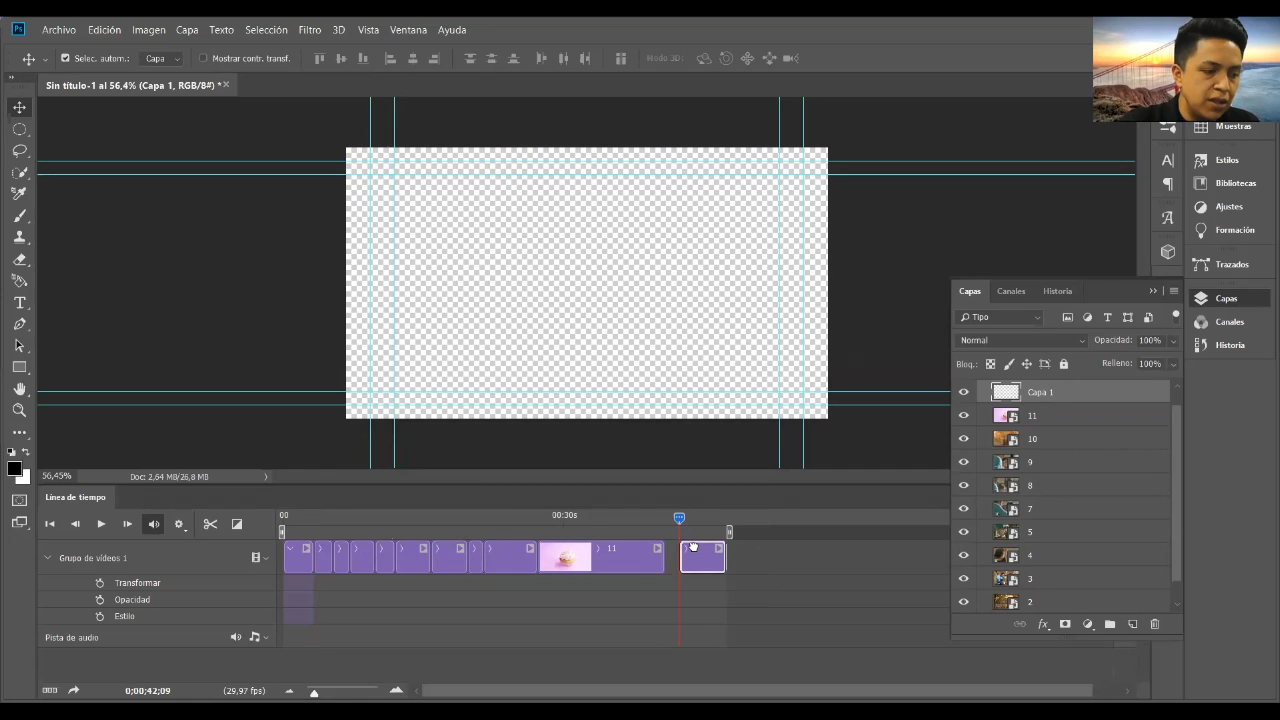 Ps
Archivo Edición Imagen Capa Texto Selección Filtro 3D Vista Ventana Ayuda
Selec. autom.: Capa Mostrar contr. transf. Modo 3D:
Sin título-1 al 56,4% (Capa 1, RGB/8#) *
Muestras
Estilos
Bibliotecas
Ajustes
Formación
Trazados
Capas
Canales
Historia
Capas Canales Historia
Tipo
Normal Opacidad: 100%
Bloq.: Relleno: 100%
Capa 1
11
10
9
8
7
5
4
3
2
fx
56,45% Doc: 2,64 MB/26,8 MB
Línea de tiempo
00 00:30s
Grupo de vídeos 1
11
Transformar
Opacidad
Estilo
Pista de audio
0;00;42;09 (29,97 fps)